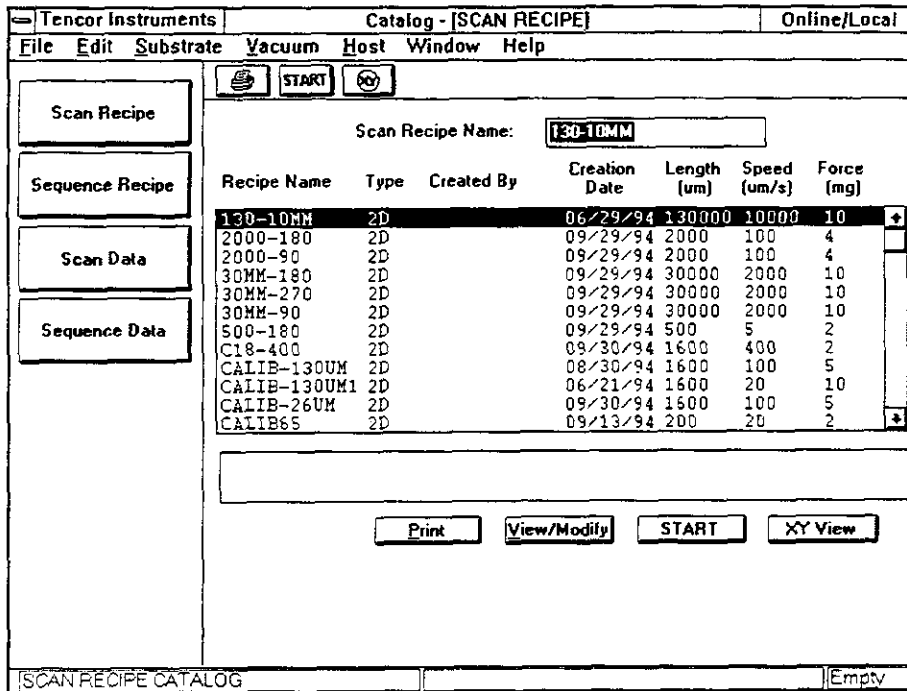 Tencor Instruments Catalog - [SCAN RECIPE] Online/Local
File Edit Substrate Vacuum Host Window Help
START XY
Scan Recipe
Sequence Recipe
Scan Data
Sequence Data
Scan Recipe Name: 130-10MM
Recipe Name Type Created By Creation Date Length (um) Speed (um/s) Force (mg)
130-10MM 2D 06/29/94 130000 10000 10
2000-180 2D 09/29/94 2000 100 4
2000-90 2D 09/29/94 2000 100 4
30MM-180 2D 09/29/94 30000 2000 10
30MM-270 2D 09/29/94 30000 2000 10
30MM-90 2D 09/29/94 30000 2000 10
500-180 2D 09/29/94 500 5 2
C18-400 2D 09/30/94 1600 400 2
CALIB-130UM 2D 08/30/94 1600 100 5
CALIB-130UM1 2D 06/21/94 1600 20 10
CALIB-26UM 2D 09/30/94 1600 100 5
CALIB65 2D 09/13/94 200 20 2
Print View/Modify START XY View
SCAN RECIPE CATALOG Empty